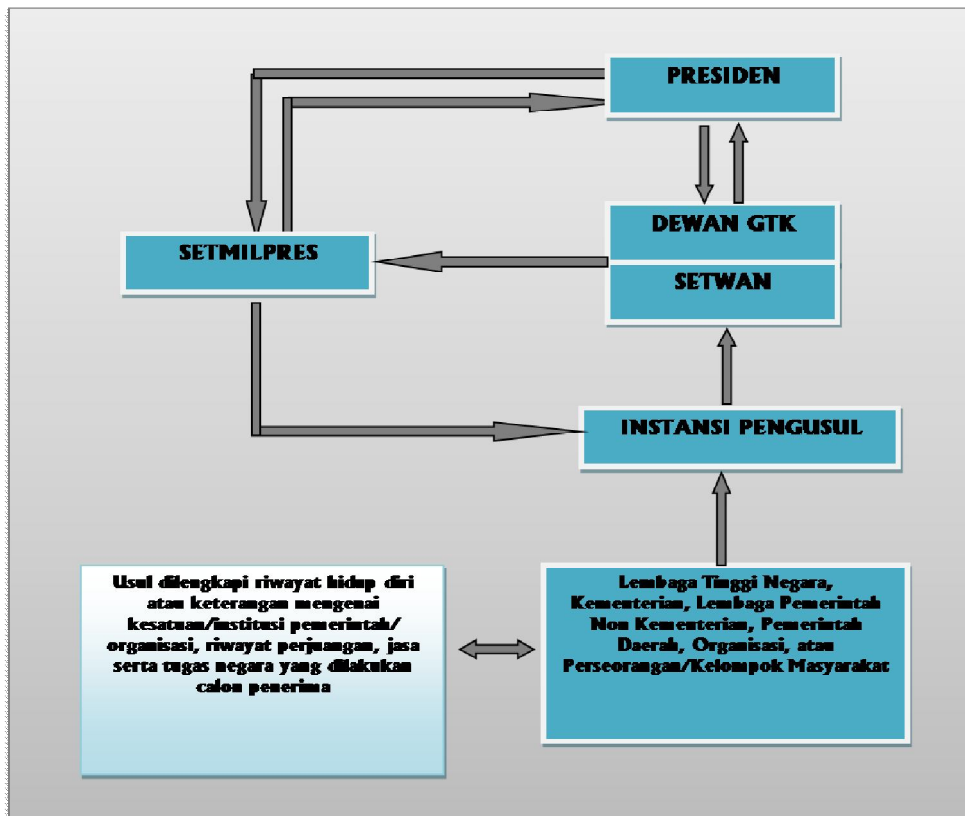 PRESIDEN
DEWAN GTK
SETMILPRES
SETWAN
INSTANSI PENGUSUL
Usul dilengkapi riwayat hidup diri
atau keterangan mengenai
kesatuan/institusi pemerintah/
organisasi, riwayat perjuangan, jasa
serta tugas negara yang dilakukan
calon penerima
Lembaga Tinggi Negara,
Kementerian, Lembaga Pemerintah
Non Kementerian, Pemerintah
Daerah, Organisasi, atau
Perseorangan/Kelompok Masyarakat